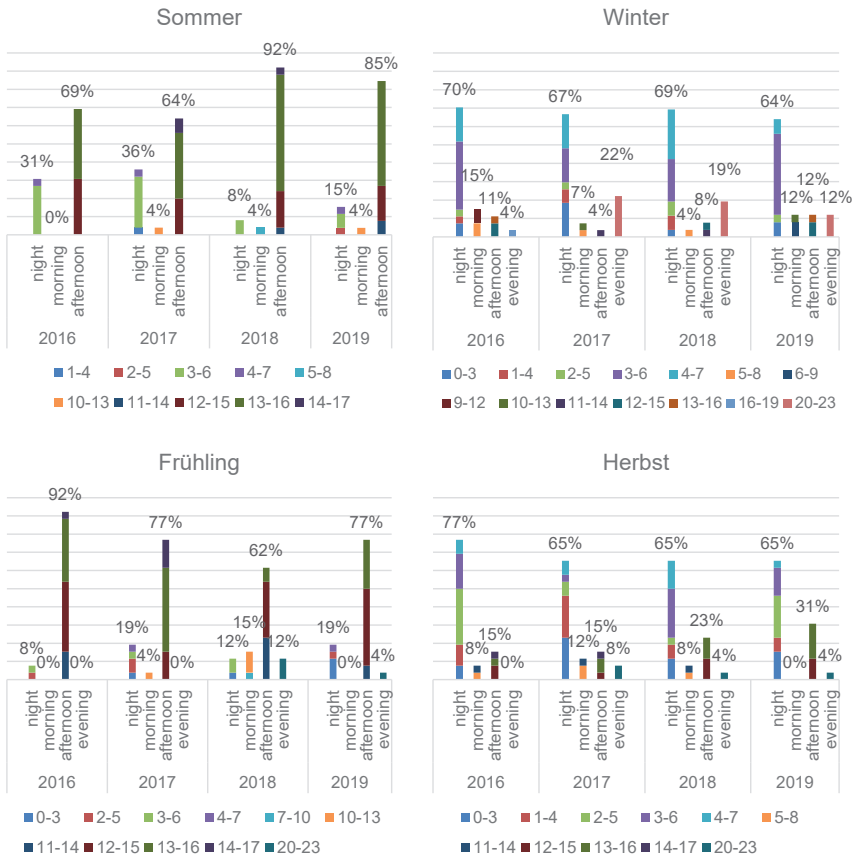 Sommer
92%
85%
69%
64%
31%
36%
15%
8%
0%
4%
4%
4%
night
morning
afternoon
night
morning
afternoon
night
morning
afternoon
night
morning
afternoon
2016 2017 2018 2019
1-4 2-5 3-6 4-7 5-8
10-13 11-14 12-15 13-16 14-17
Winter
70%
67%
69%
64%
15%
11%
4%
7%
4%
22%
4%
8%
19%
12%
12%
12%
night
morning
afternoon
evening
night
morning
afternoon
evening
night
morning
afternoon
evening
night
morning
afternoon
evening
2016 2017 2018 2019
0-3 1-4 2-5 3-6 4-7 5-8 6-9
9-12 10-13 11-14 12-15 13-16 16-19 20-23
Frühling
92%
77%
62%
77%
8%
0%
0%
19%
4%
0%
12%
15%
12%
19%
0%
4%
night
morning
afternoon
evening
night
morning
afternoon
evening
night
morning
afternoon
evening
night
morning
afternoon
evening
2016 2017 2018 2019
0-3 2-5 3-6 4-7 7-10 10-13
11-14 12-15 13-16 14-17 20-23
Herbst
77%
65%
65%
65%
8%
15%
0%
12%
15%
8%
8%
23%
4%
0%
31%
4%
night
morning
afternoon
evening
night
morning
afternoon
evening
night
morning
afternoon
evening
night
morning
afternoon
evening
2016 2017 2018 2019
0-3 1-4 2-5 3-6 4-7 5-8
11-14 12-15 13-16 14-17 20-23